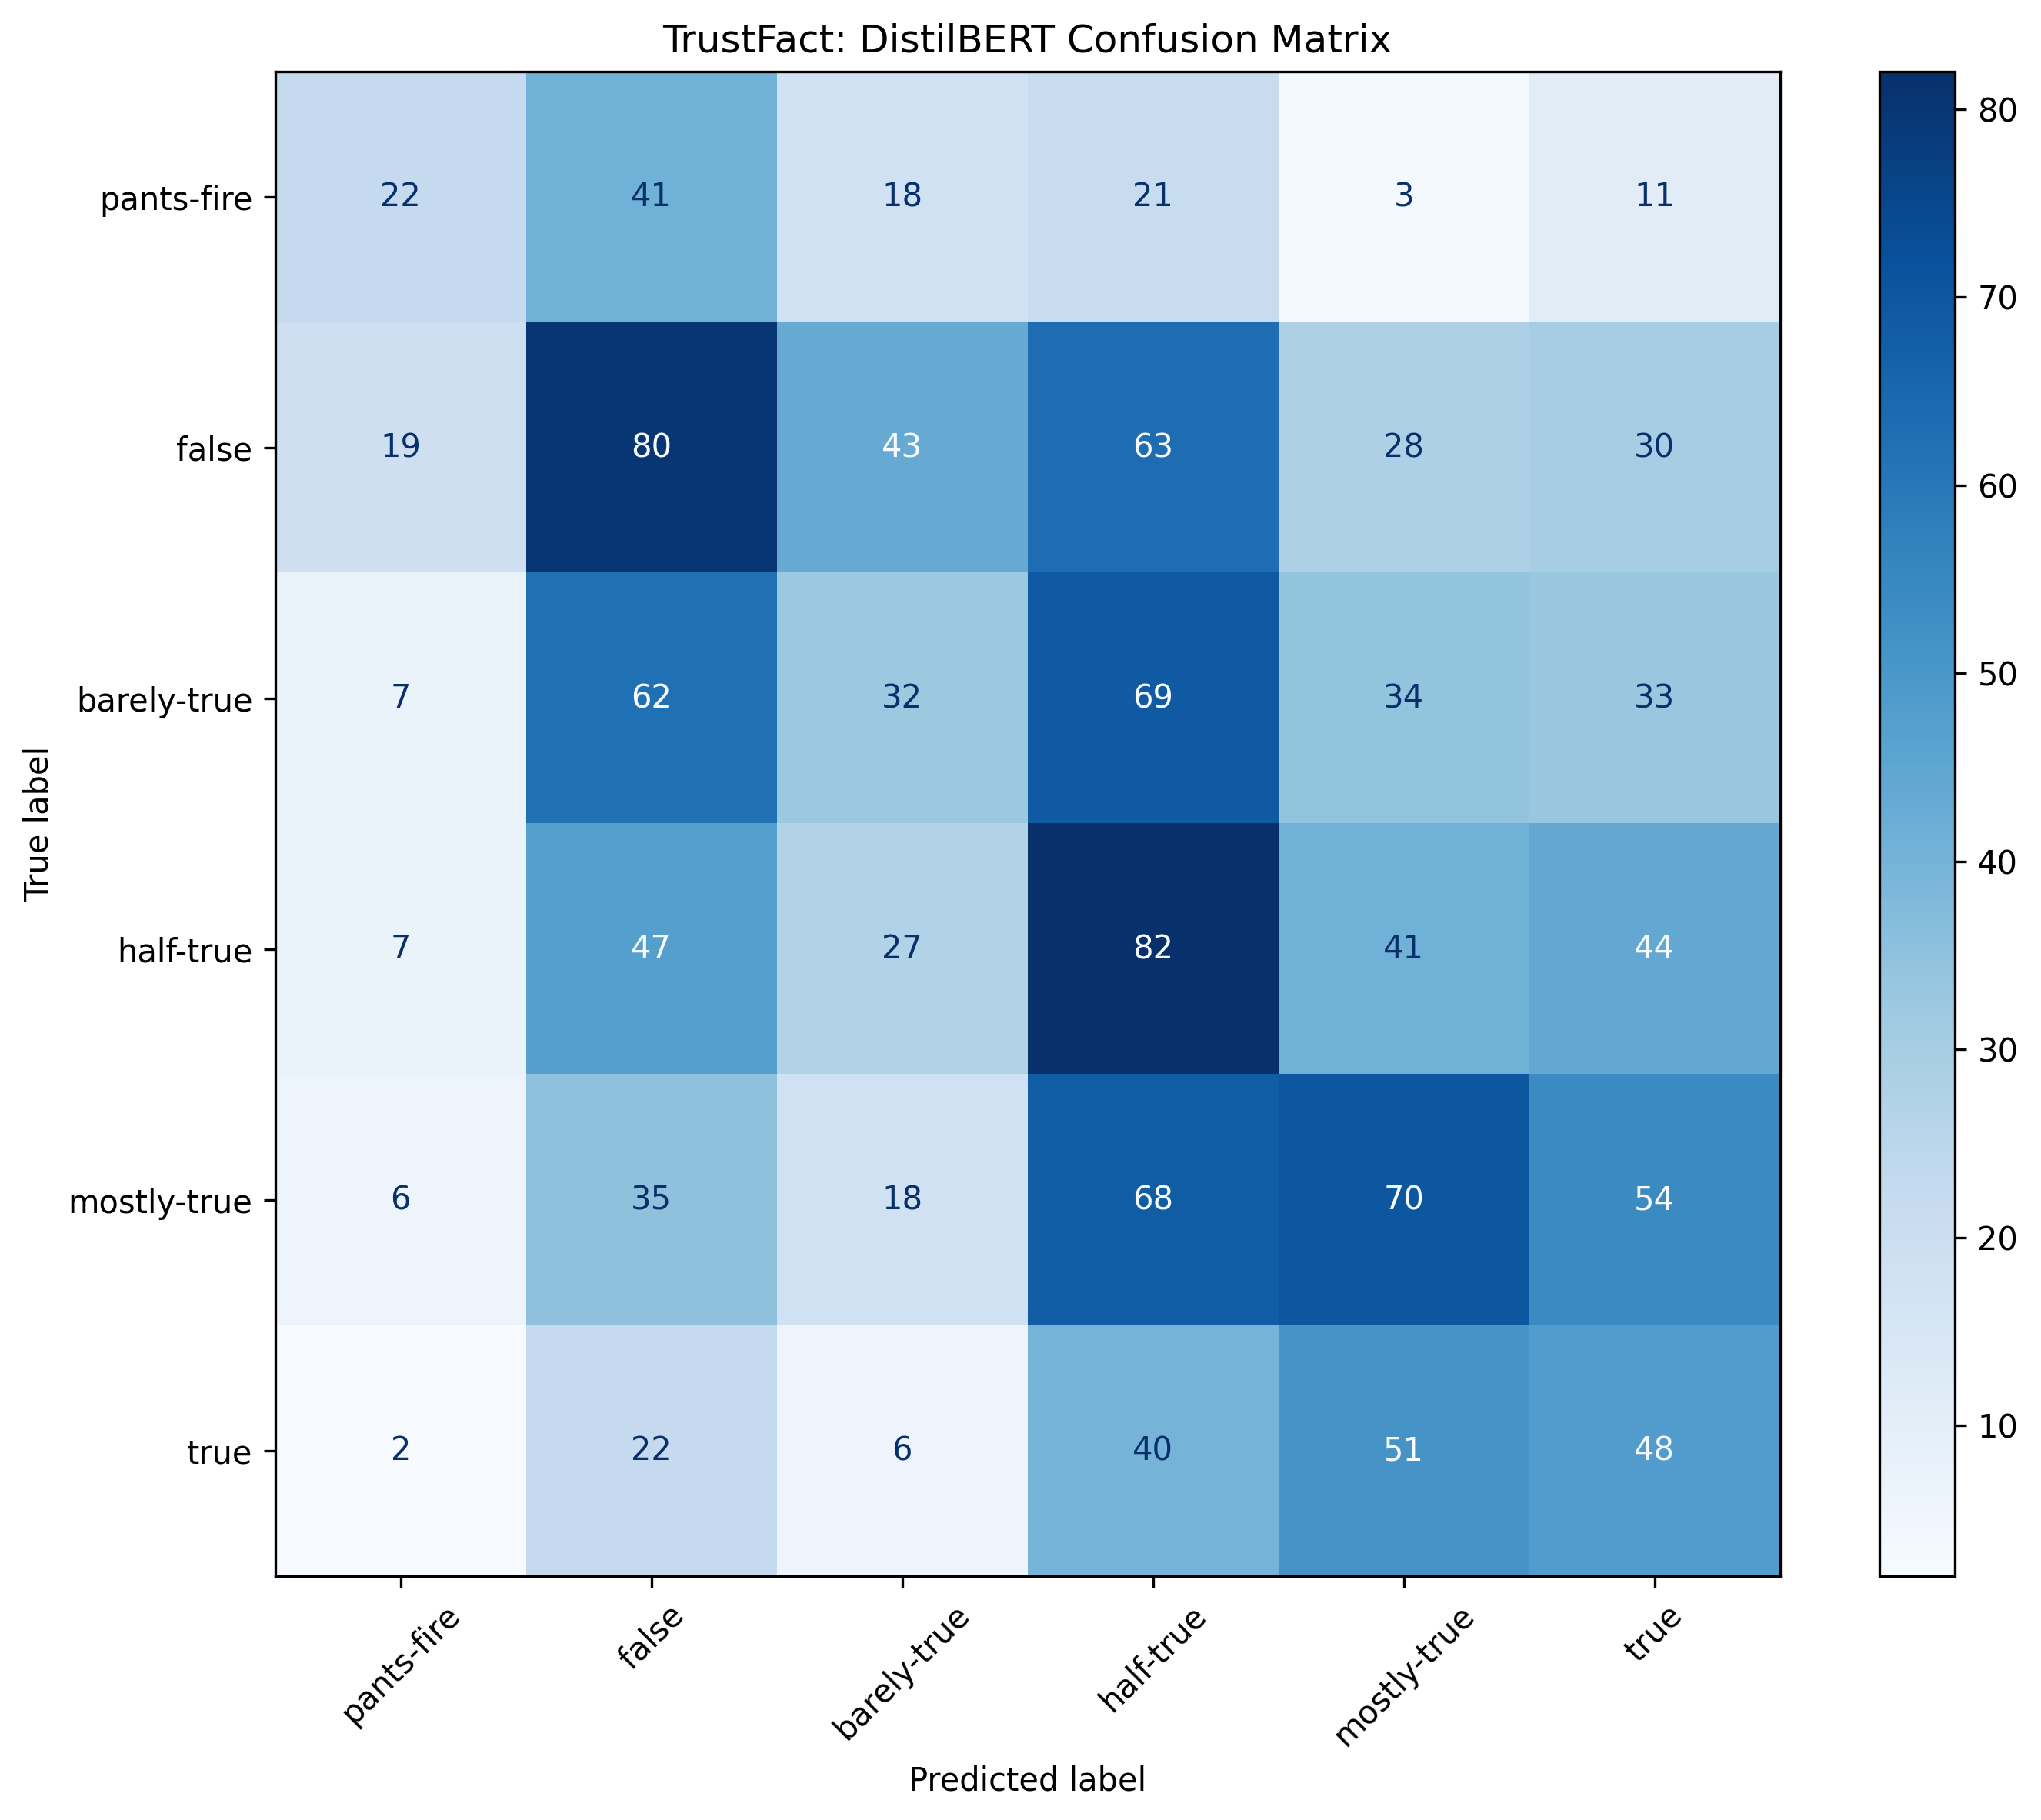 TrustFact: DistilBERT Confusion Matrix
pants-fire 22 41 18 21 3 11
false 19 80 43 63 28 30
barely-true 7 62 32 69 34 33
half-true 7 47 27 82 41 44
mostly-true 6 35 18 68 70 54
true 2 22 6 40 51 48
True label
pants-fire false barely-true half-true mostly-true true
Predicted label
80
70
60
50
40
30
20
10